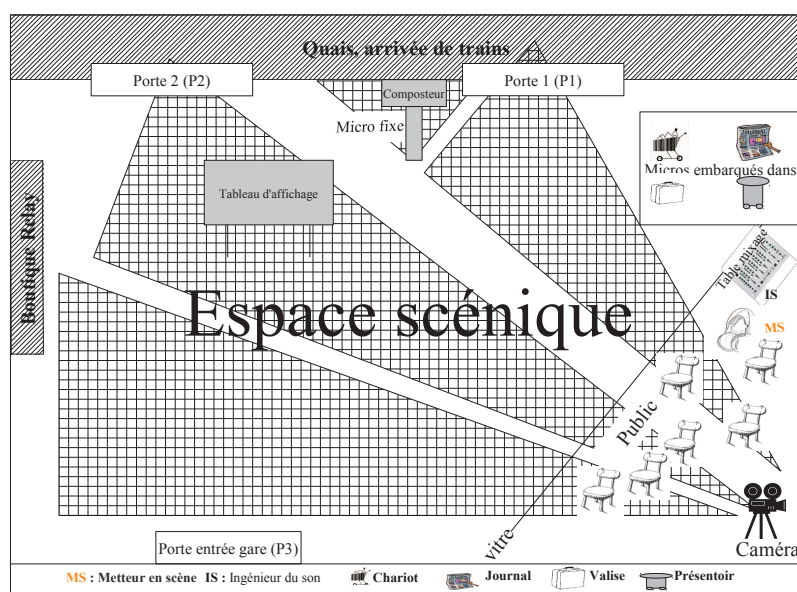 Quais, arrivée de trains
Porte 2 (P2)
Composteur
Porte 1 (P1)
Micro fixe
JOURNAL
Micros embarqués dans
Tableau d'affichage
Boutique Relay
Table mixage
IS
Espace scénique
MS
Public
vitre
Caméra
Porte entrée gare (P3)
MS : Metteur en scène IS : Ingénieur du son Chariot Journal Valise Présentoir